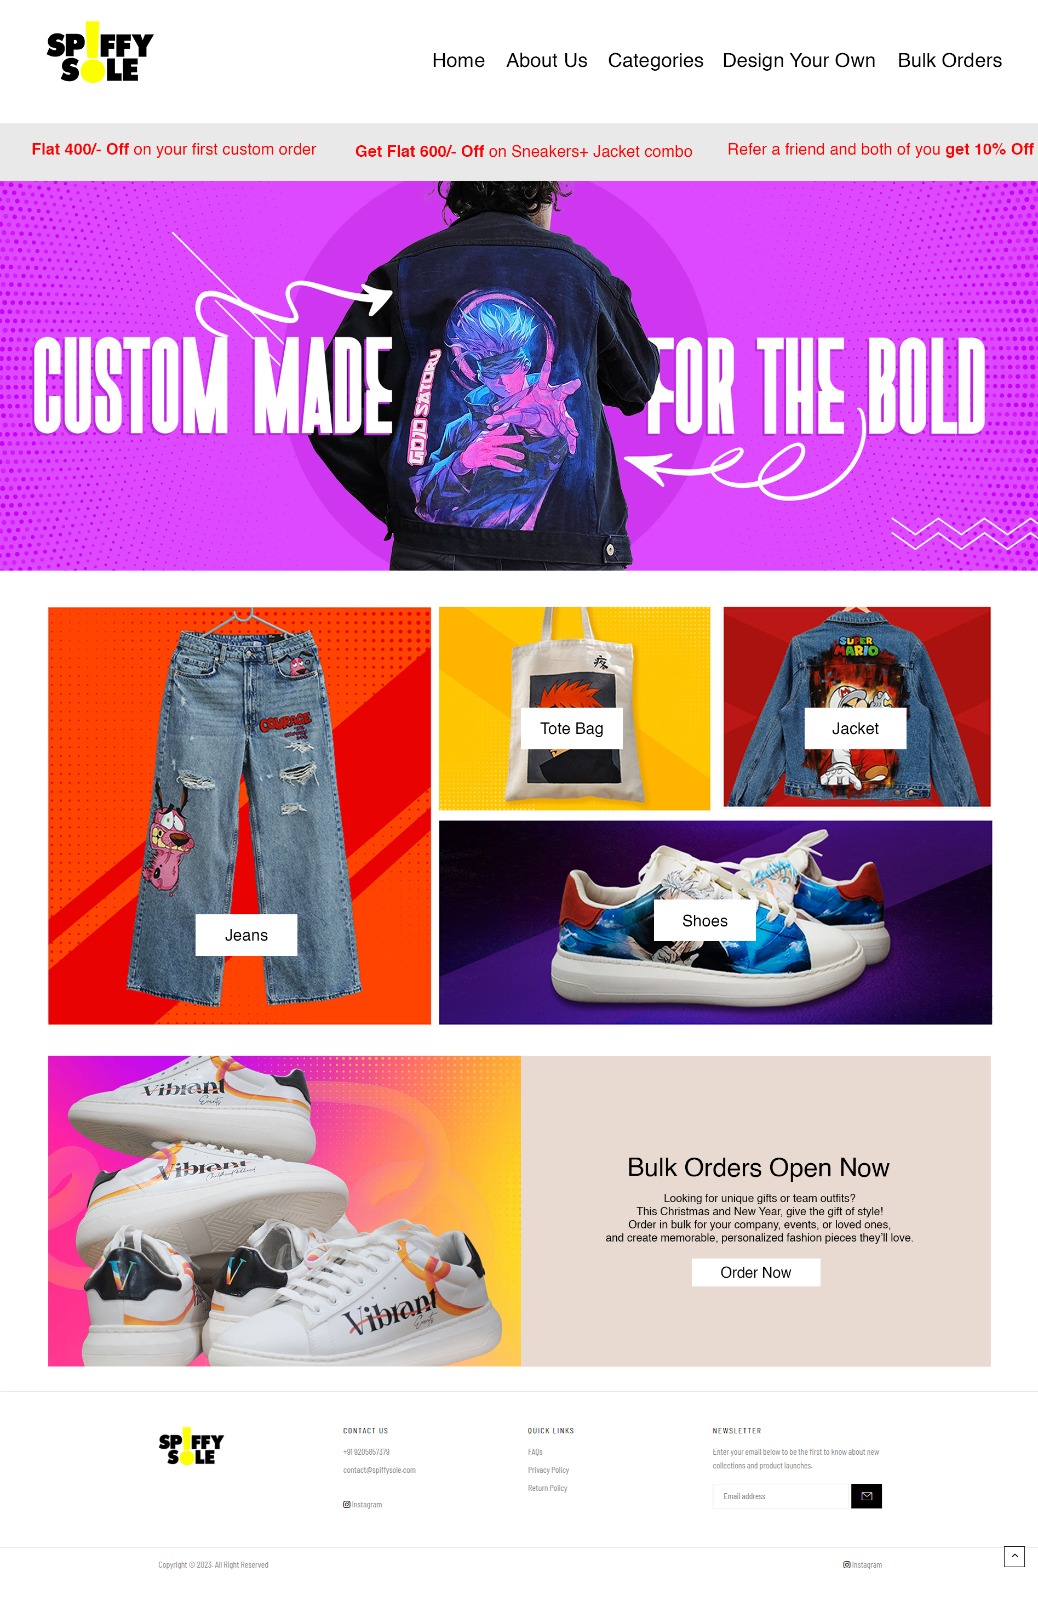 SP!FFY
SOLE
Home About Us Categories Design Your Own Bulk Orders
Flat 400/- Off on your first custom order
Get Flat 600/- Off on Sneakers+ Jacket combo
Refer a friend and both of you get 10% Off
CUSTOM MADE FOR THE BOLD
GOJO SATORU
COURAGE
疼
Tote Bag
SUPER
MARIO
Jacket
Jeans
Shoes
Vibrant
Events
Vibrant
V
V
Vibrant
Events
Bulk Orders Open Now
Looking for unique gifts or team outfits?
This Christmas and New Year, give the gift of style!
Order in bulk for your company, events, or loved ones,
and create memorable, personalized fashion pieces they'll love.
Order Now
SP!FFY
SOLE
CONTACT US
+91 9205657379
contact@spiffysole.com
Instagram
QUICK LINKS
FAQs
Privacy Policy
Return Policy
NEWSLETTER
Enter your email below to be the first to know about new
collections and product launches.
Email address
Copyright © 2023. All Right Reserved
Instagram